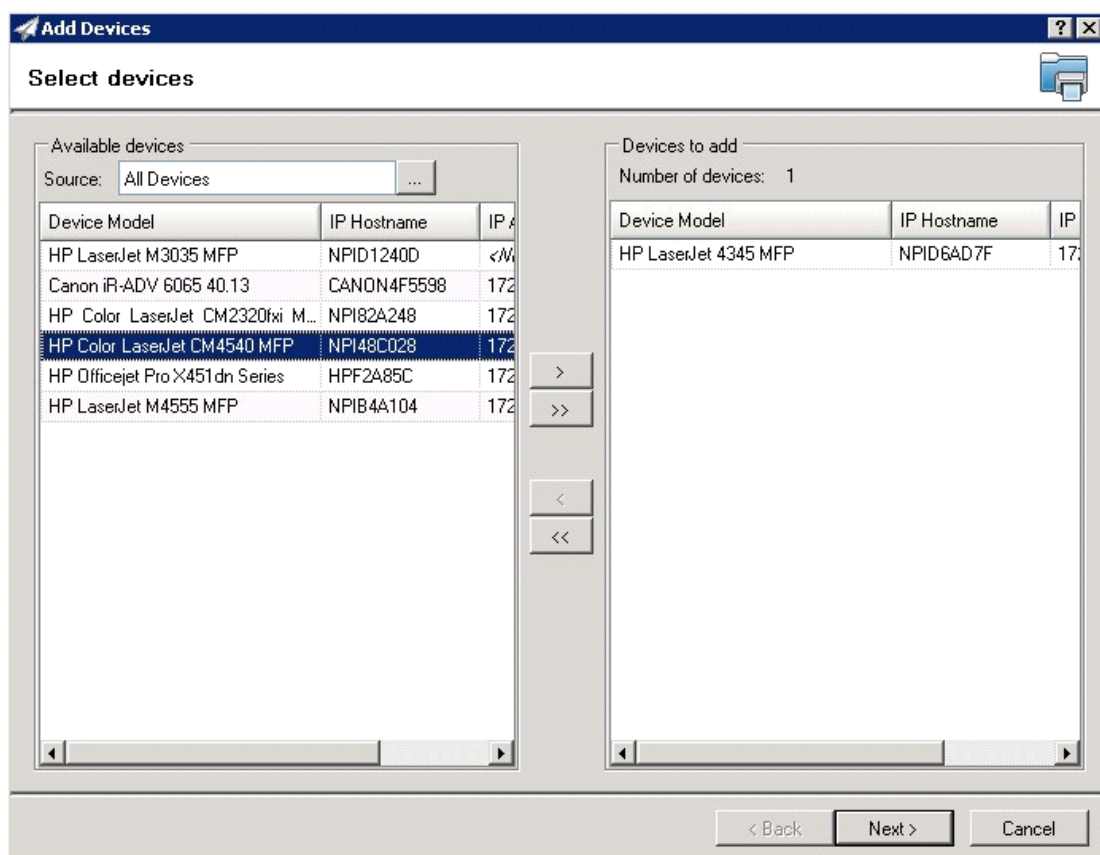 Add Devices
? X
Select devices
Available devices
Source: All Devices ...
Device Model IP Hostname IP
HP LaserJet M3035 MFP NPID1240D
Canon iR-ADV 6065 40.13 CANON4F5598 172
HP Color LaserJet CM2320fxi M... NPI82A248 172
HP Color LaserJet CM4540 MFP NPI48C028 172
HP Officejet Pro X451dn Series HPF2A85C 172
HP LaserJet M4555 MFP NPIB4A104 172
>
>>
<
<<
Devices to add
Number of devices: 1
Device Model IP Hostname IP
HP LaserJet 4345 MFP NPID6AD7F 17
< Back Next > Cancel